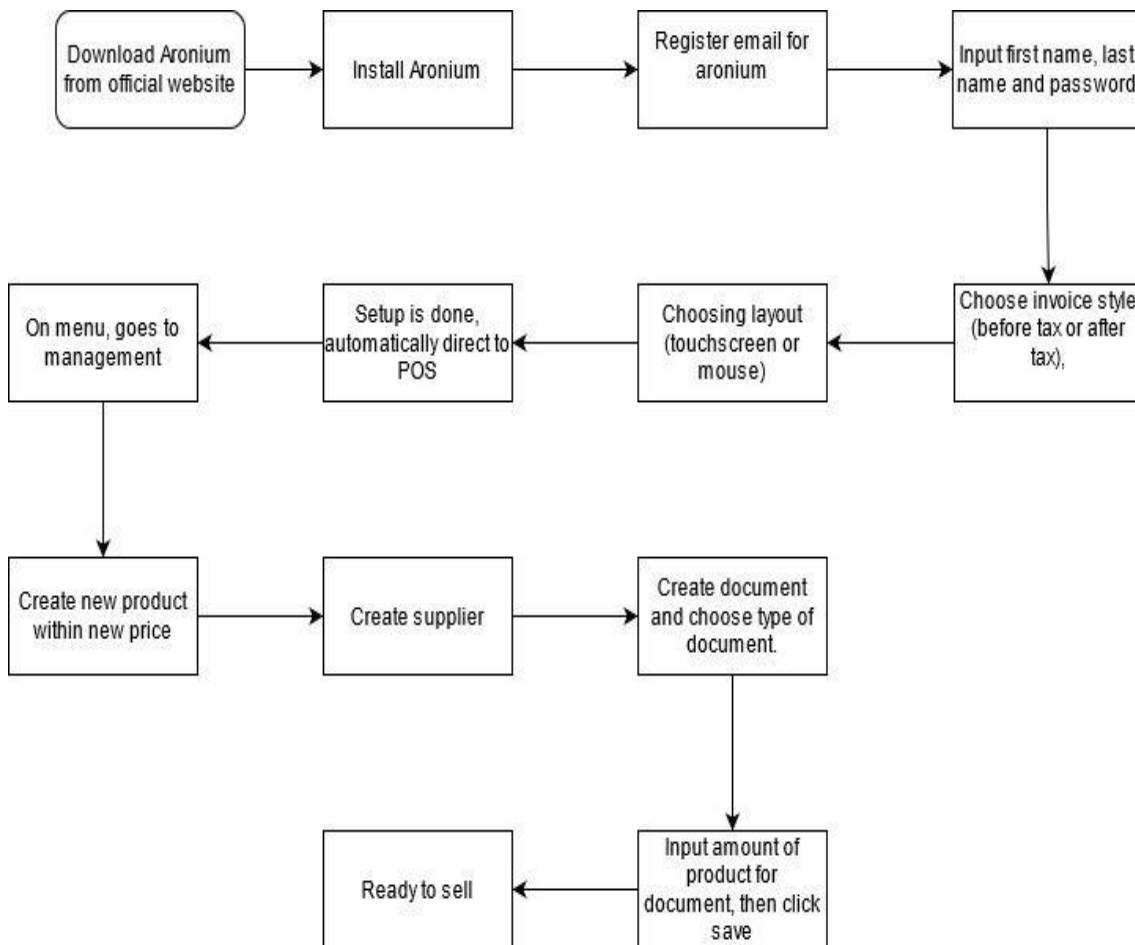 Download Aronium
from official website
Install Aronium
Register email for
aronium
Input first name, last
name and password
Choose invoice style
(before tax or after
tax),
Choosing layout
(touchscreen or
mouse)
Setup is done,
automatically direct to
POS
On menu, goes to
management
Create new product
within new price
Create supplier
Create document
and choose type of
document.
Input amount of
product for
document, then click
save
Ready to sell